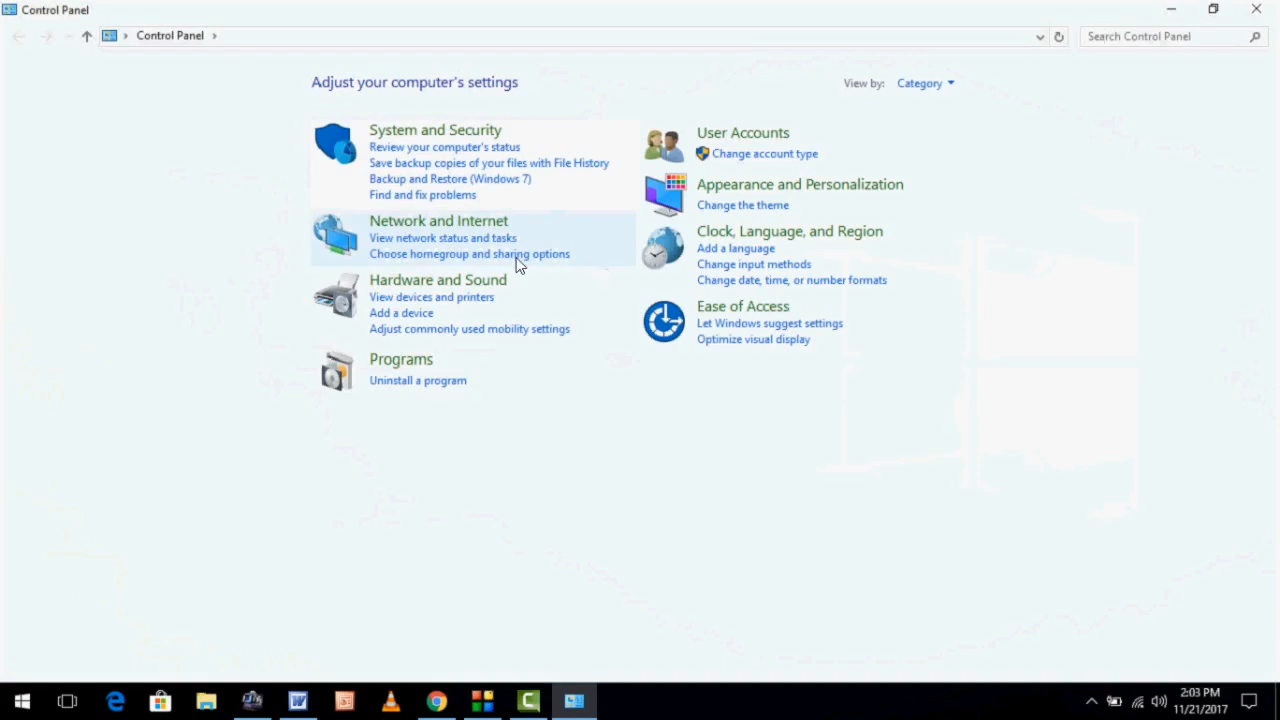 Control Panel
Control Panel
Search Control Panel
Adjust your computer's settings
View by: Category
System and Security
Review your computer's status
Save backup copies of your files with File History
Backup and Restore (Windows 7)
Find and fix problems
Network and Internet
View network status and tasks
Choose homegroup and sharing options
Hardware and Sound
View devices and printers
Add a device
Adjust commonly used mobility settings
Programs
Uninstall a program
User Accounts
Change account type
Appearance and Personalization
Change the theme
Clock, Language, and Region
Add a language
Change input methods
Change date, time, or number formats
Ease of Access
Let Windows suggest settings
Optimize visual display
2:03 PM
11/21/2017